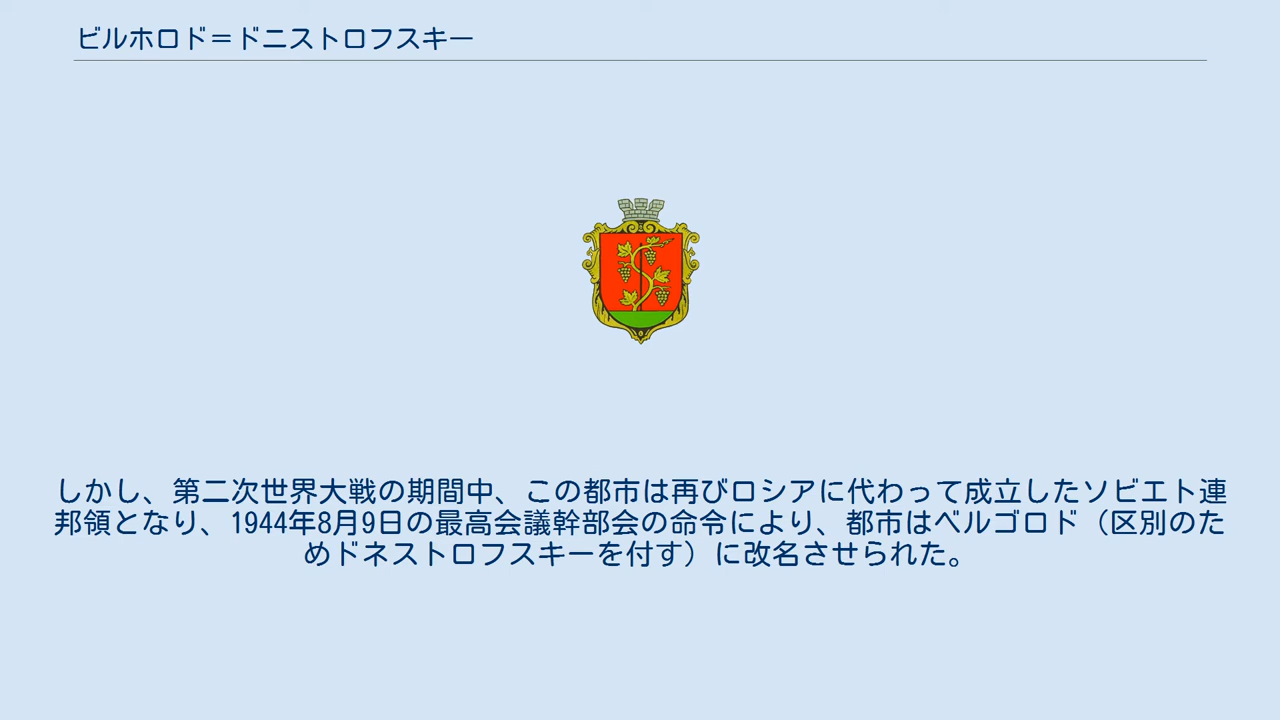 ビルホロド＝ドニストロフスキー
しかし、第二次世界大戦の期間中、この都市は再びロシアに代わって成立したソビエト連
邦領となり、1944年8月9日の最高会議幹部会の命令により、都市はベルゴロド（区別のた
めドネストロフスキーを付す）に改名させられた。